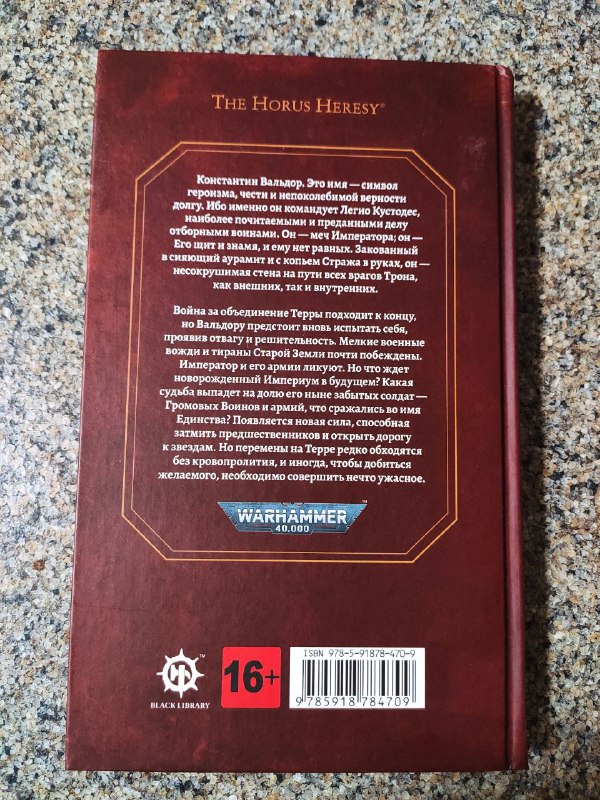 THE HORUS HERESY®
Константин Вальдор. Это имя — символ
героизма, чести и непоколебимой верности
долгу. Ибо именно он командует Легио Кустодес,
наиболее почитаемыми и преданными делу
отборными воинами. Он — меч Императора; он —
Его щит и знамя, и ему нет равных. Закованный
в сияющий аурамит и с копьем Стража в руках, он —
несокрушимая стена на пути всех врагов Трона,
как внешних, так и внутренних.
Война за объединение Терры подходит к концу,
но Вальдору предстоит вновь испытать себя,
проявив отвагу и решительность. Мелкие военные
вожди и тираны Старой Земли почти побеждены.
Император и его армии ликуют. Но что ждет
новорожденный Империум в будущем? Какая
судьба выпадет на долю его ныне забытых солдат —
Громовых Воинов и армий, что сражались во имя
Единства? Появляется новая сила, способная
затмить предшественников и открыть дорогу
к звездам. Но перемены на Терре редко обходятся
без кровопролития, и иногда, чтобы добиться
желаемого, необходимо совершить нечто ужасное.
WARHAMMER™
40,000
ISBN 978-5-91878-470-9
9 785918 784709
16+
™
BLACK LIBRARY